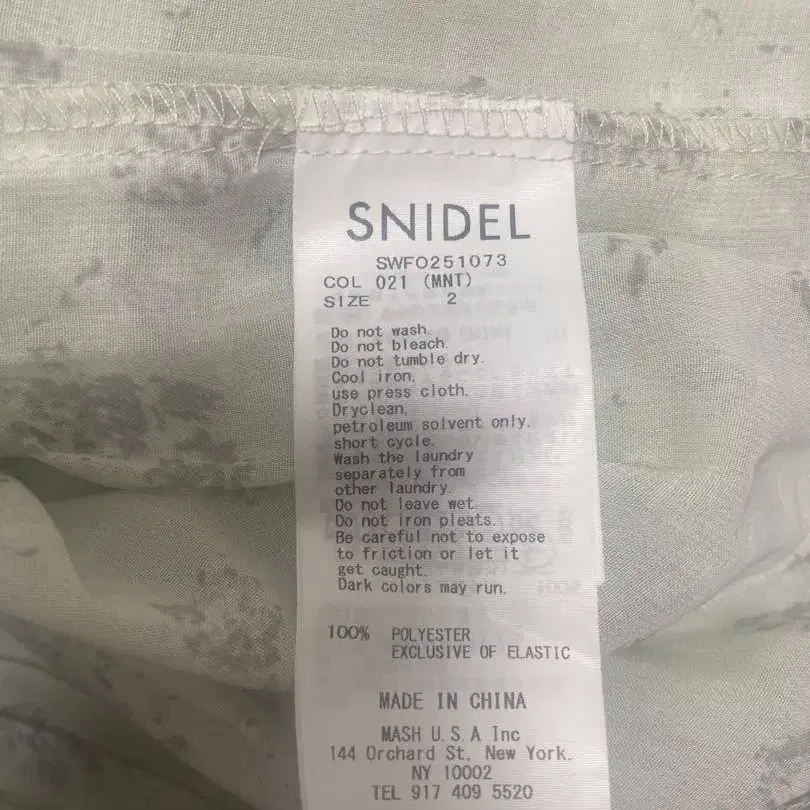 SNIDEL
SWFO251073
COL 021 (MNT)
SIZE 2
Do not wash.
Do not bleach.
Do not tumble dry.
Cool iron,
use press cloth.
Dryclean,
petroleum solvent only.
short cycle.
Wash the laundry
separately from
other laundry.
Do not leave wet.
Do not iron pleats.
Be careful not to expose
to friction or let it
get caught.
Dark colors may run.
100% POLYESTER
EXCLUSIVE OF ELASTIC
MADE IN CHINA
MASH U.S.A Inc
144 Orchard St. New York.
NY 10002
TEL 917 409 5520